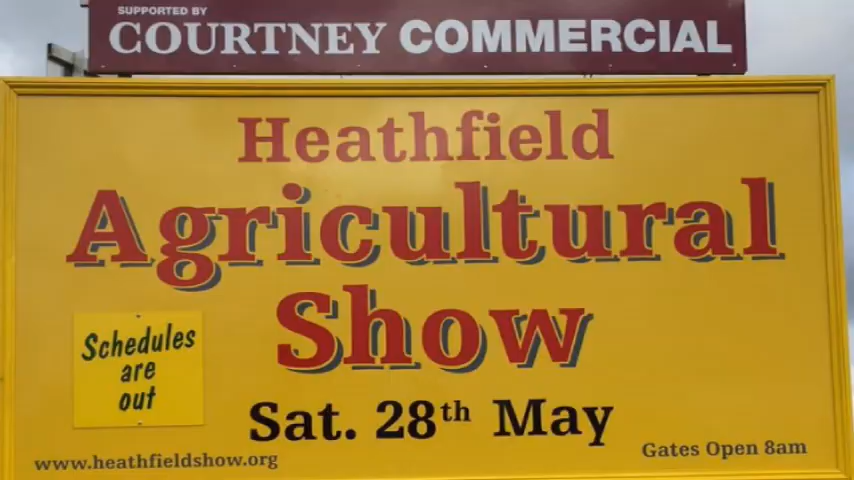 SUPPORTED BY
COURTNEY COMMERCIAL
Heathfield
Agricultural
Show
Schedules
are
out
Sat. 28th May
www.heathfieldshow.org
Gates Open 8am